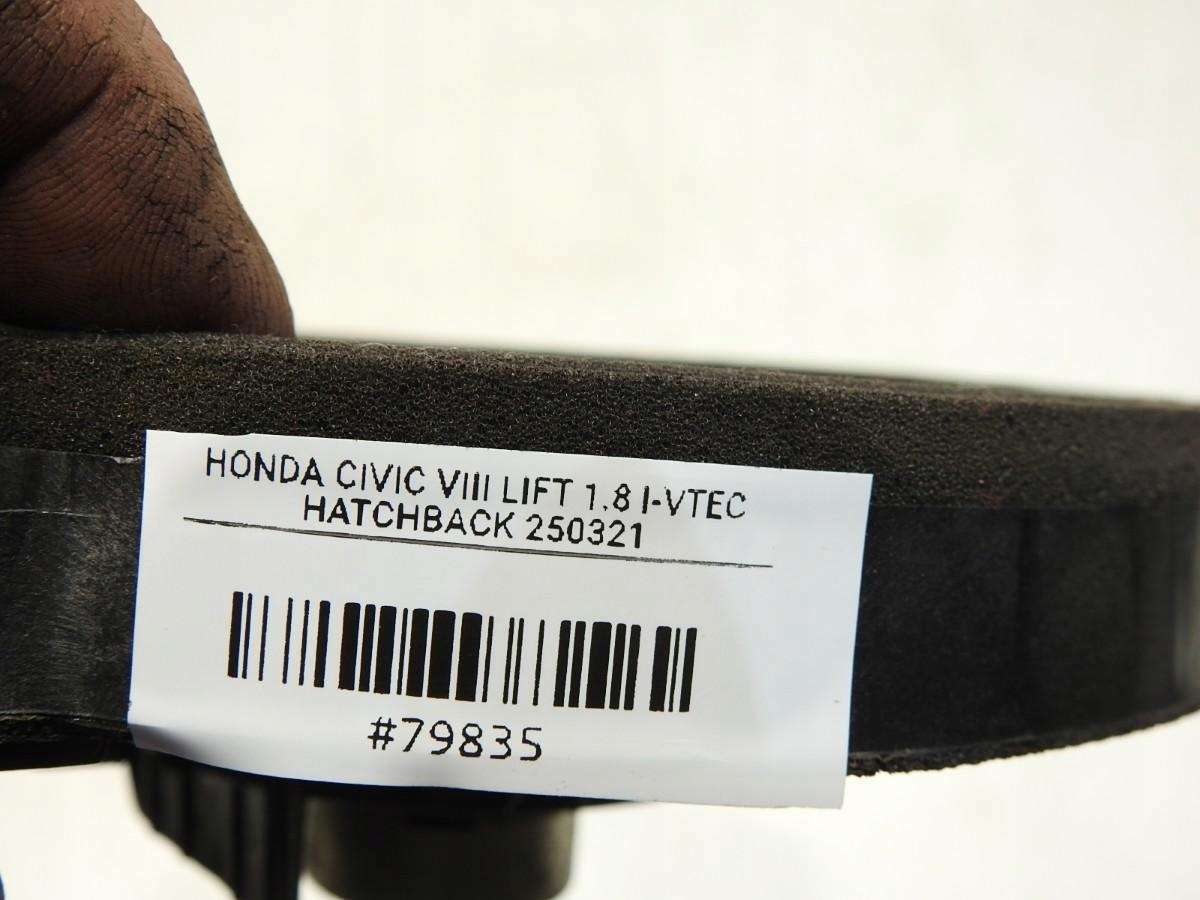 HONDA CIVIC VIII LIFT 1.8 I-VTEC
HATCHBACK 250321
#79835